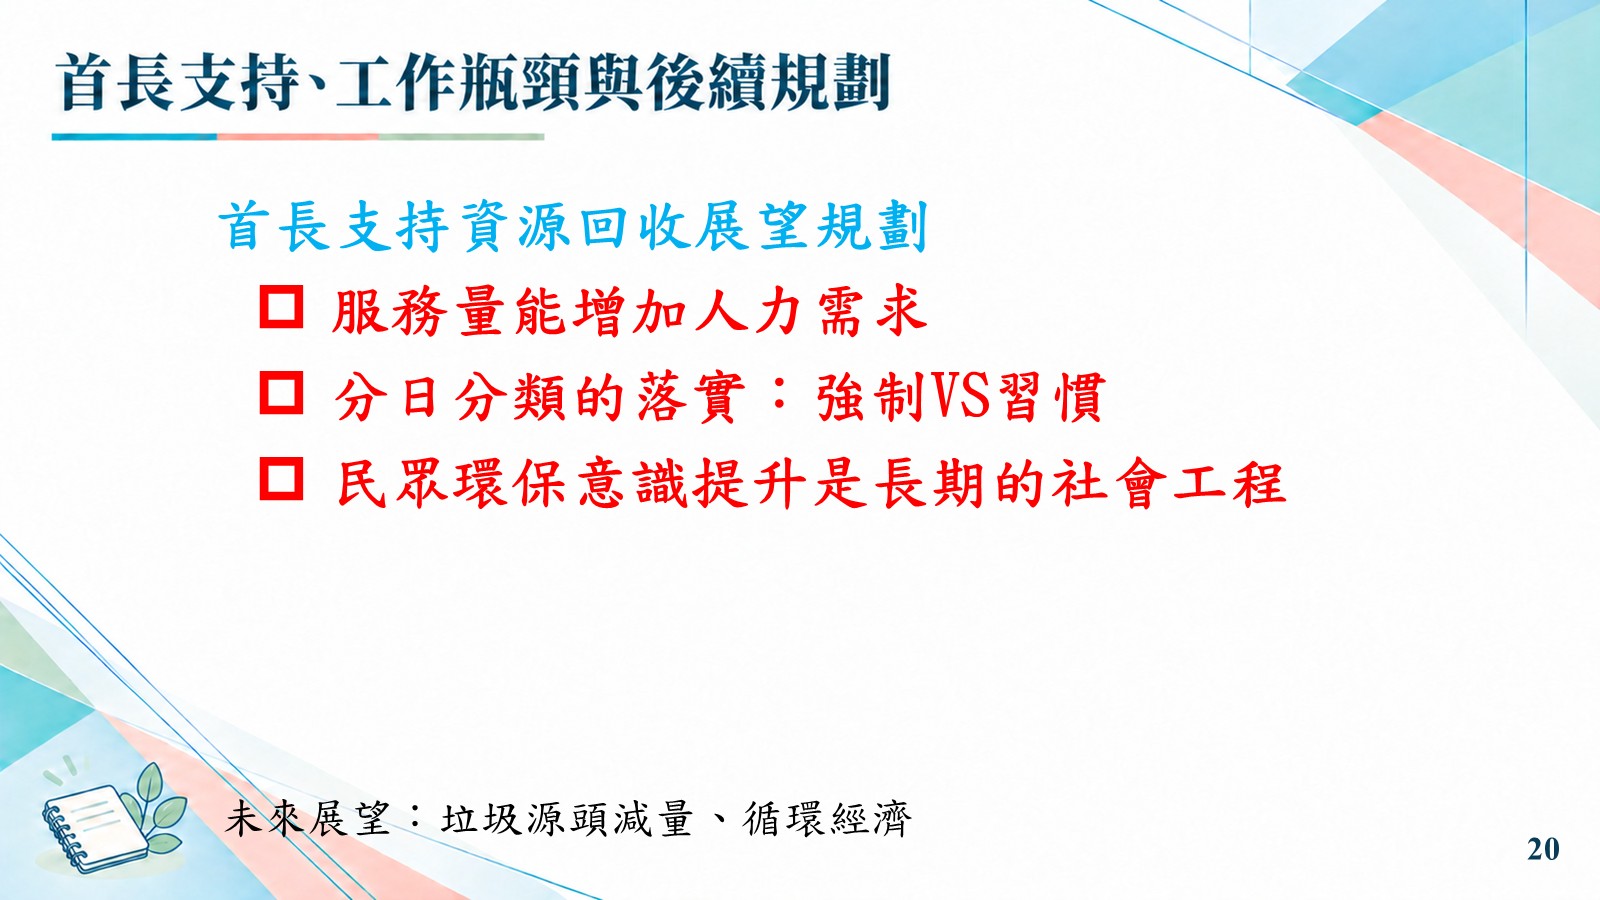 首長支持、工作瓶頸與後續規劃
首長支持資源回收展望規劃
服務量能增加人力需求
分日分類的落實：強制VS習慣
民眾環保意識提升是長期的社會工程
未來展望：垃圾源頭減量、循環經濟
20